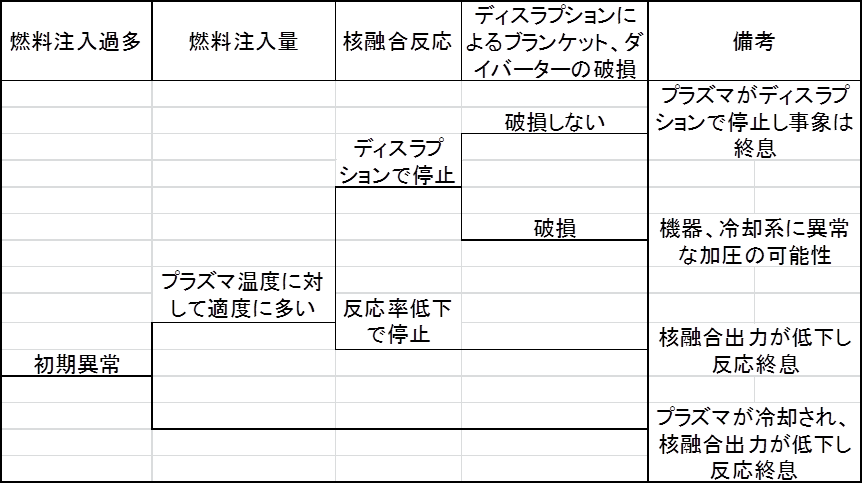 燃料注入過多
燃料注入量
核融合反応
ディスラプションに
よるブランケット、ダ
イバーターの破損
備考
破損しない
プラズマがディスラプ
ションで停止し事象は
終息
ディスラプ
ションで停止
破損
機器、冷却系に異常
な加圧の可能性
プラズマ温度に対
して適度に多い
反応率低下
で停止
核融合出力が低下し
反応終息
初期異常
プラズマが冷却され、
核融合出力が低下し
反応終息